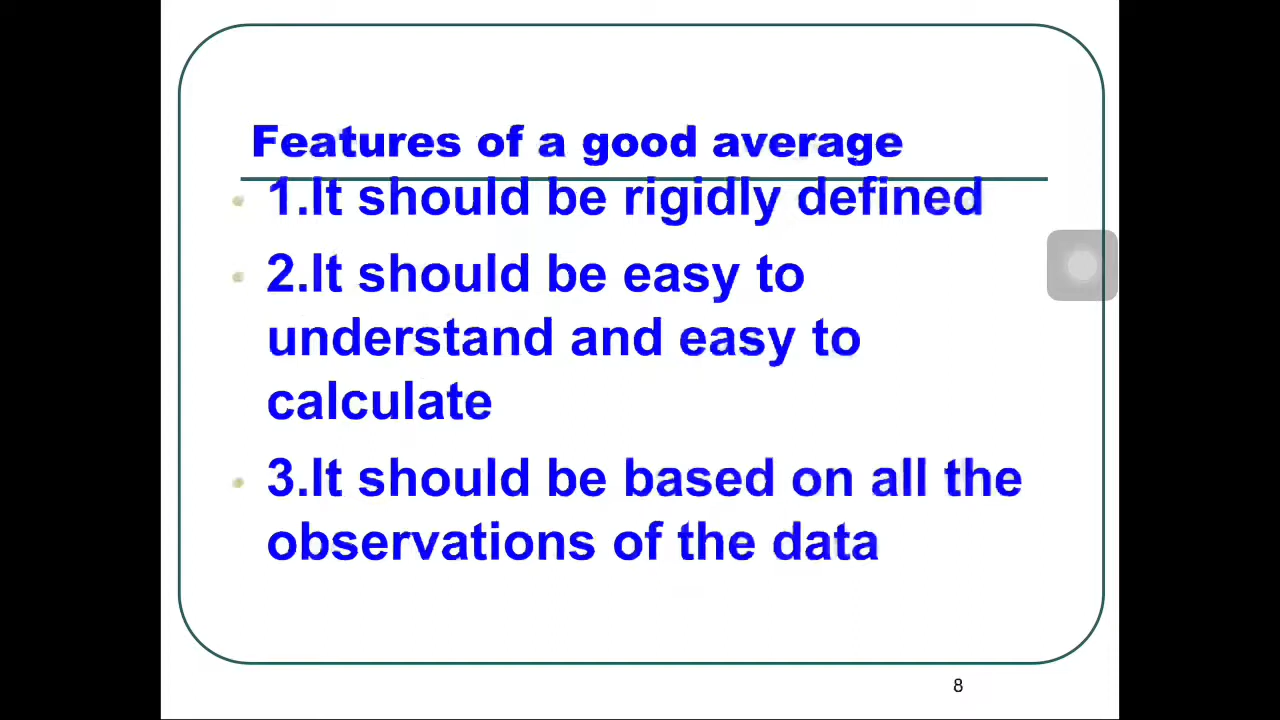 Features of a good average
1.It should be rigidly defined
2.It should be easy to
understand and easy to
calculate
3.It should be based on all the
observations of the data
8